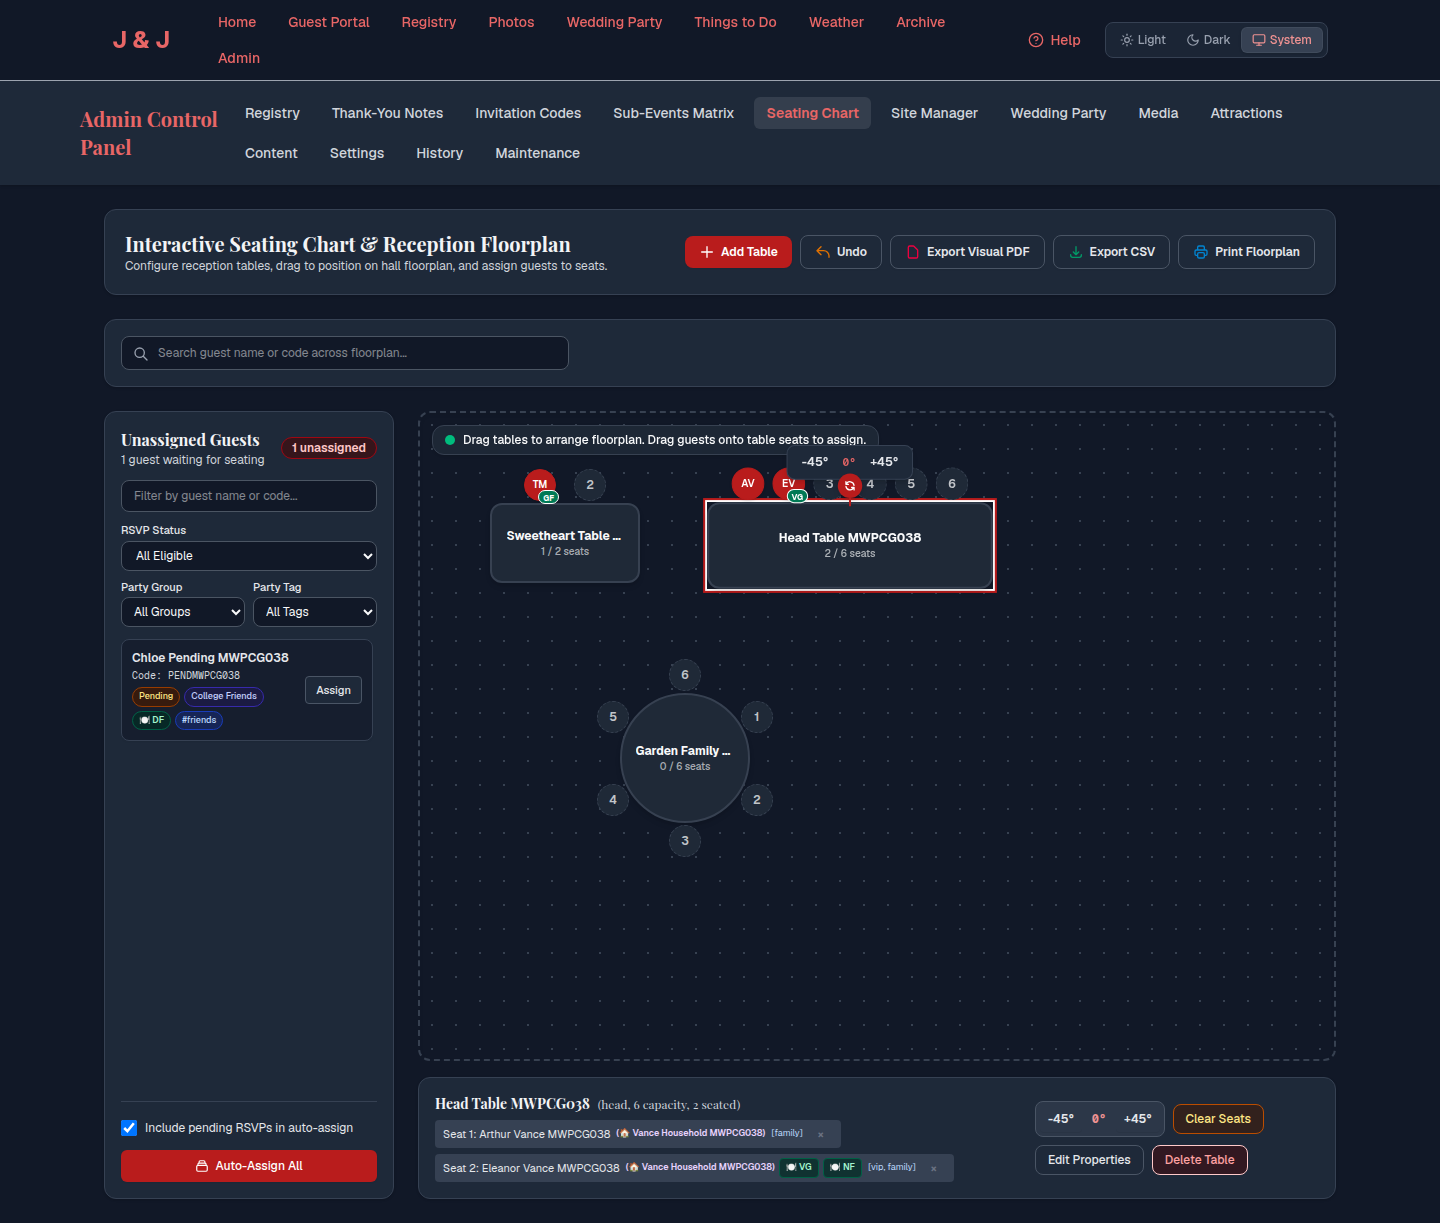 J & J
Home Guest Portal Registry Photos Wedding Party Things to Do Weather Archive
Admin
Help
Light Dark System
Admin Control
Panel
Registry Thank-You Notes Invitation Codes Sub-Events Matrix Seating Chart Site Manager Wedding Party Media Attractions
Content Settings History Maintenance
Interactive Seating Chart & Reception Floorplan
Configure reception tables, drag to position on hall floorplan, and assign guests to seats.
Add Table Undo Export Visual PDF Export CSV Print Floorplan
Search guest name or code across floorplan...
Unassigned Guests
1 guest waiting for seating
1 unassigned
Filter by guest name or code...
RSVP Status
All Eligible
Party Group Party Tag
All Groups All Tags
Chloe Pending MWPCG038
Code: PENDMWPCG038
Pending College Friends
DF #friends
Assign
Include pending RSVPs in auto-assign
Auto-Assign All
Drag tables to arrange floorplan. Drag guests onto table seats to assign.
-45° 0° +45°
TM 2
GF
Sweetheart Table ...
1 / 2 seats
AV EV 3 4 5 6
VG
Head Table MWPCG038
2 / 6 seats
6
5 1
Garden Family ...
0 / 6 seats
4 2
3
Head Table MWPCG038 (head, 6 capacity, 2 seated)
Seat 1: Arthur Vance MWPCG038 (🏠 Vance Household MWPCG038) [family] ×
Seat 2: Eleanor Vance MWPCG038 (🏠 Vance Household MWPCG038) VG NF [vip, family] ×
-45° 0° +45° Clear Seats
Edit Properties Delete Table